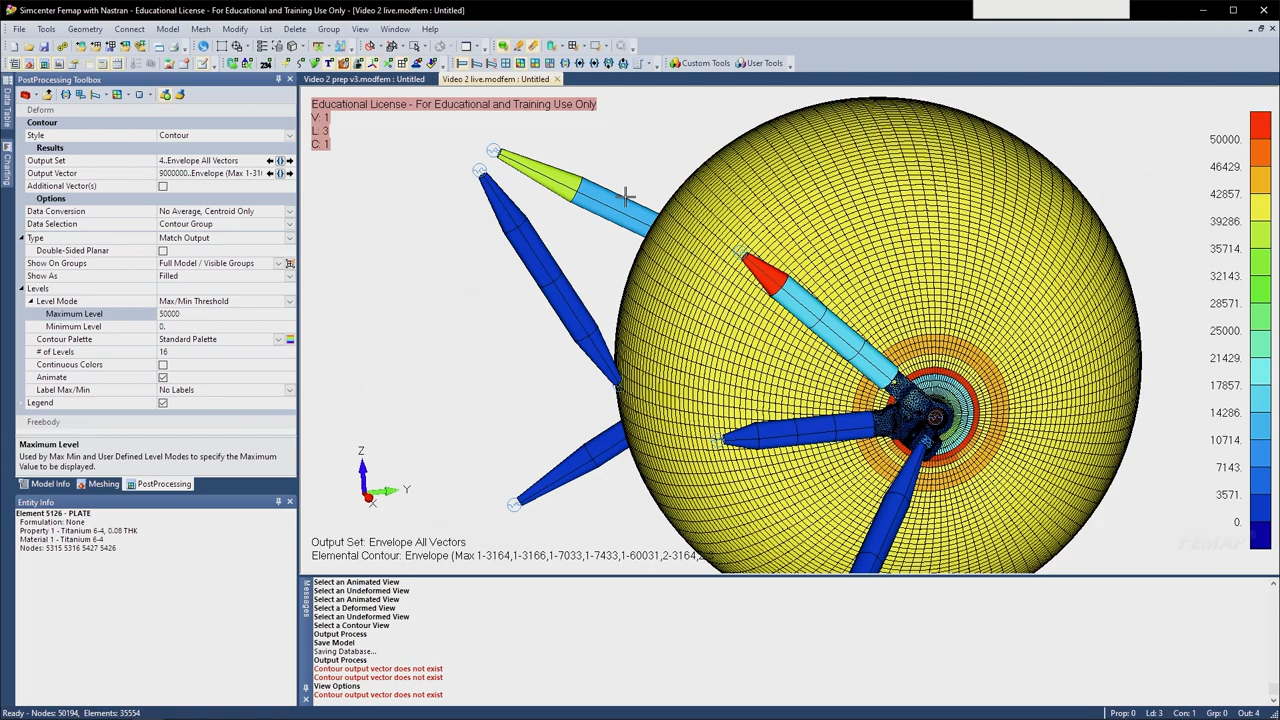 Simcenter Femap with Nastran - Educational License - For Educational and Training Use Only - [Video 2 live.modfem : Untitled]
File Tools Geometry Connect Model Mesh Modify List Delete Group View Window Help
Custom Tools User Tools
PostProcessing Toolbox
Video 2 prep v3.modfem : Untitled Video 2 live.modfem : Untitled
Data Table
Charting
Deform
Contour
Style Contour
Results
Output Set 4..Envelope All Vectors
Output Vector 9000000..Envelope (Max 1-31
Additional Vector(s)
Options
Data Conversion No Average, Centroid Only
Data Selection Contour Group
Type Match Output
Double-Sided Planar
Show On Groups Full Model / Visible Groups
Show As Filled
Levels
Level Mode Max/Min Threshold
Maximum Level 50000
Minimum Level 0.
Contour Palette Standard Palette
# of Levels 16
Continuous Colors
Animate
Label Max/Min No Labels
Legend
Freebody
Maximum Level
Used by Max Min and User Defined Level Modes to specify the Maximum
Value to be displayed.
Model Info Meshing PostProcessing
Entity Info
Element 5126 - PLATE
Formulation: None
Property 1 - Titanium 6-4, 0.08 THK
Material 1 - Titanium 6-4
Nodes: 5315 5316 5427 5426
Educational License - For Educational and Training Use Only
V: 1
L: 3
C: 1
50000.
46429.
42857.
39286.
35714.
32143.
28571.
25000.
21429.
17857.
14286.
10714.
7143.
3571.
0.
Z
Y
X
Output Set: Envelope All Vectors
Elemental Contour: Envelope (Max 1-3164,1-3166,1-7033,1-7433,1-60031,2-3164,
FEMAP
Messages
Select an Animated View
Select an Undeformed View
Select an Animated View
Select a Deformed View
Select an Undeformed View
Select a Contour View
Output Process
Save Model
Saving Database...
Output Process
Contour output vector does not exist
Contour output vector does not exist
View Options
Contour output vector does not exist
Ready - Nodes: 50194, Elements: 35554
Prop: 0 Ld: 3 Con: 1 Grp: 0 Out: 4